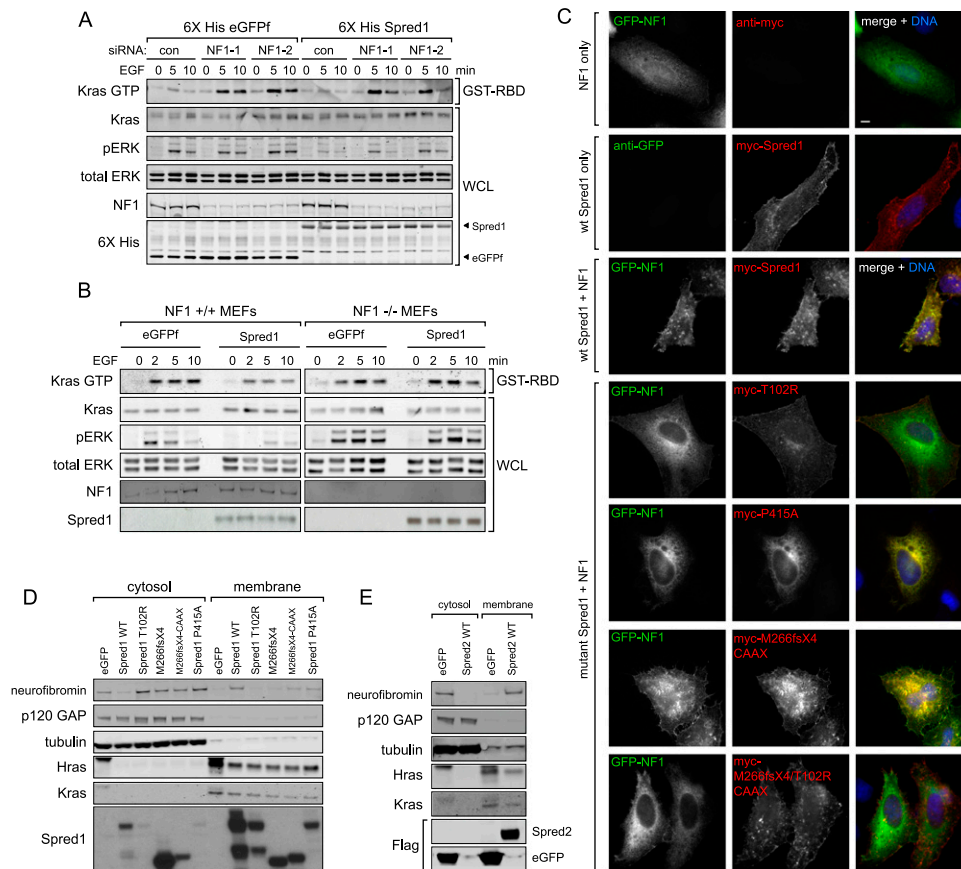 A
6X His eGFPf 6X His Spred1
siRNA: con NF1-1 NF1-2 con NF1-1 NF1-2
EGF 0 5 10 0 5 10 0 5 10 0 5 10 0 5 10 0 5 10 min
Kras GTP GST-RBD
Kras
pERK
total ERK
WCL
NF1
Spred1
6X His
eGFPf
B
NF1 +/+ MEFs NF1 -/- MEFs
eGFPf Spred1 eGFPf Spred1
EGF 0 2 5 10 0 2 5 10 0 2 5 10 0 2 5 10 min
Kras GTP GST-RBD
Kras
pERK
total ERK WCL
NF1
Spred1
C
NF1 only
GFP-NF1 anti-myc merge + DNA
wt Spred1 only
anti-GFP myc-Spred1
wt Spred1 + NF1
GFP-NF1 myc-Spred1 merge + DNA
mutant Spred1 + NF1
GFP-NF1 myc-T102R
GFP-NF1 myc-P415A
GFP-NF1 myc-M266fsX4
CAAX
GFP-NF1 myc-
M266fsX4/T102R
CAAX
D
cytosol membrane
eGFP Spred1 WT Spred1 T102R M266fsX4 M266fsX4-CAAX Spred1 P415A eGFP Spred1 WT Spred1 T102R M266fsX4 M266fsX4-CAAX Spred1 P415A
neurofibromin
p120 GAP
tubulin
Hras
Kras
Spred1
E
cytosol membrane
eGFP Spred2 WT eGFP Spred2 WT
neurofibromin
p120 GAP
tubulin
Hras
Kras
Flag
Spred2
eGFP